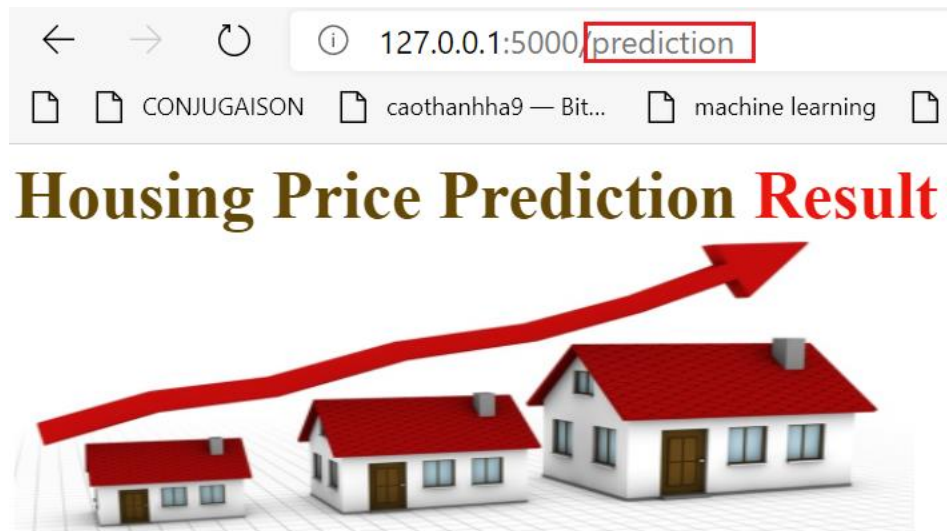 127.0.0.1:5000/prediction
CONJUGAISON caothanhha9 — Bit... machine learning
Housing Price Prediction Result